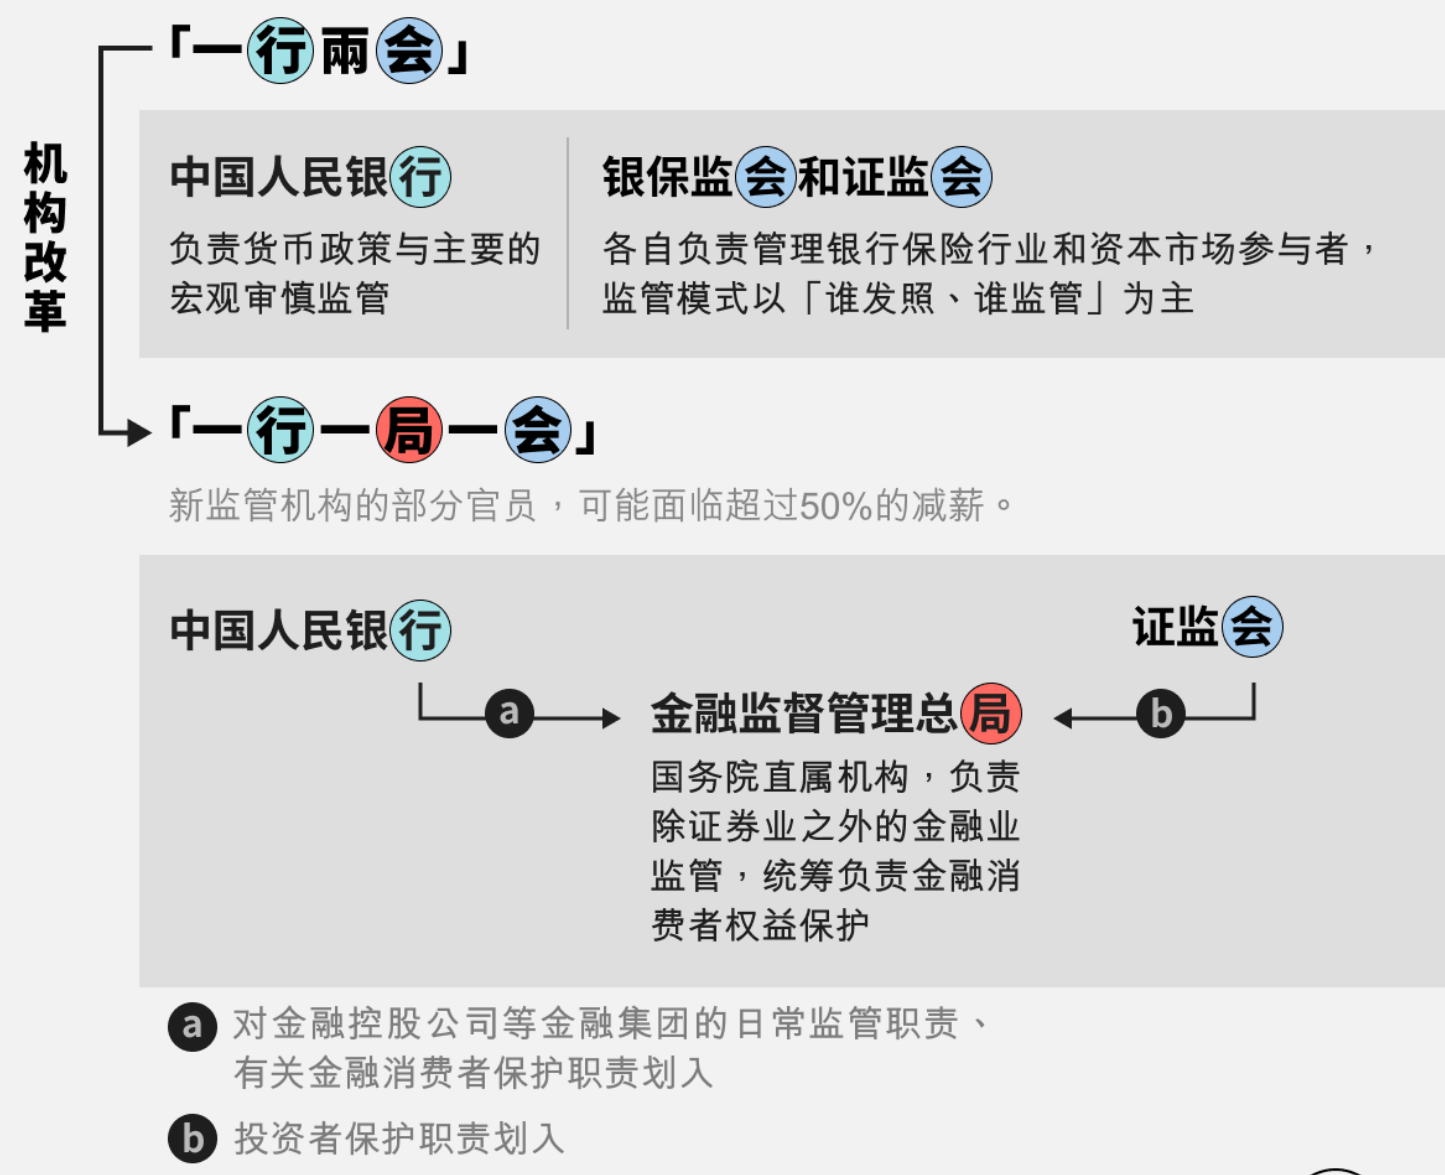 「一行兩会」
机构改革
中国人民银行
负责货币政策与主要的
宏观审慎监管
银保监会和证监会
各自负责管理银行保险行业和资本市场参与者，
监管模式以「谁发照、谁监管」为主
「一行一局一会」
新监管机构的部分官员，可能面临超过50%的减薪。
中国人民银行
证监会
a
金融监督管理总局
b
国务院直属机构，负责
除证券业之外的金融业
监管，统筹负责金融消
费者权益保护
a 对金融控股公司等金融集团的日常监管职责、
有关金融消费者保护职责划入
b 投资者保护职责划入